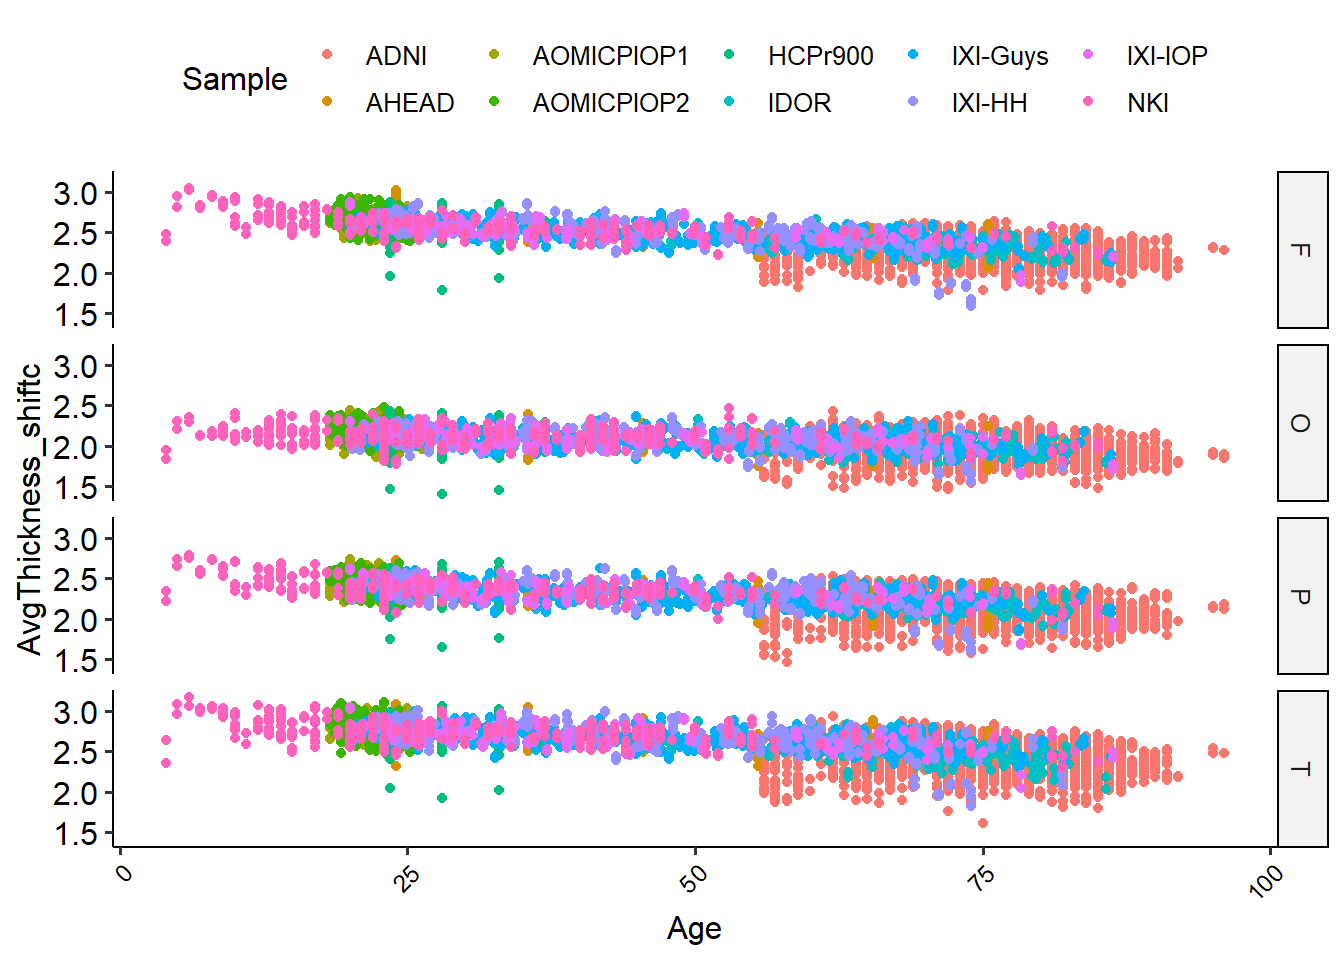 Sample
ADNI AOMICPIOP1 HCPr900 IXI-Guys IXI-IOP
AHEAD AOMICPIOP2 IDOR IXI-HH NKI
AvgThickness_shiftc
3.0
2.5
2.0
1.5
F
3.0
2.5
2.0
1.5
O
3.0
2.5
2.0
1.5
P
3.0
2.5
2.0
1.5
T
0 25 50 75 100
Age